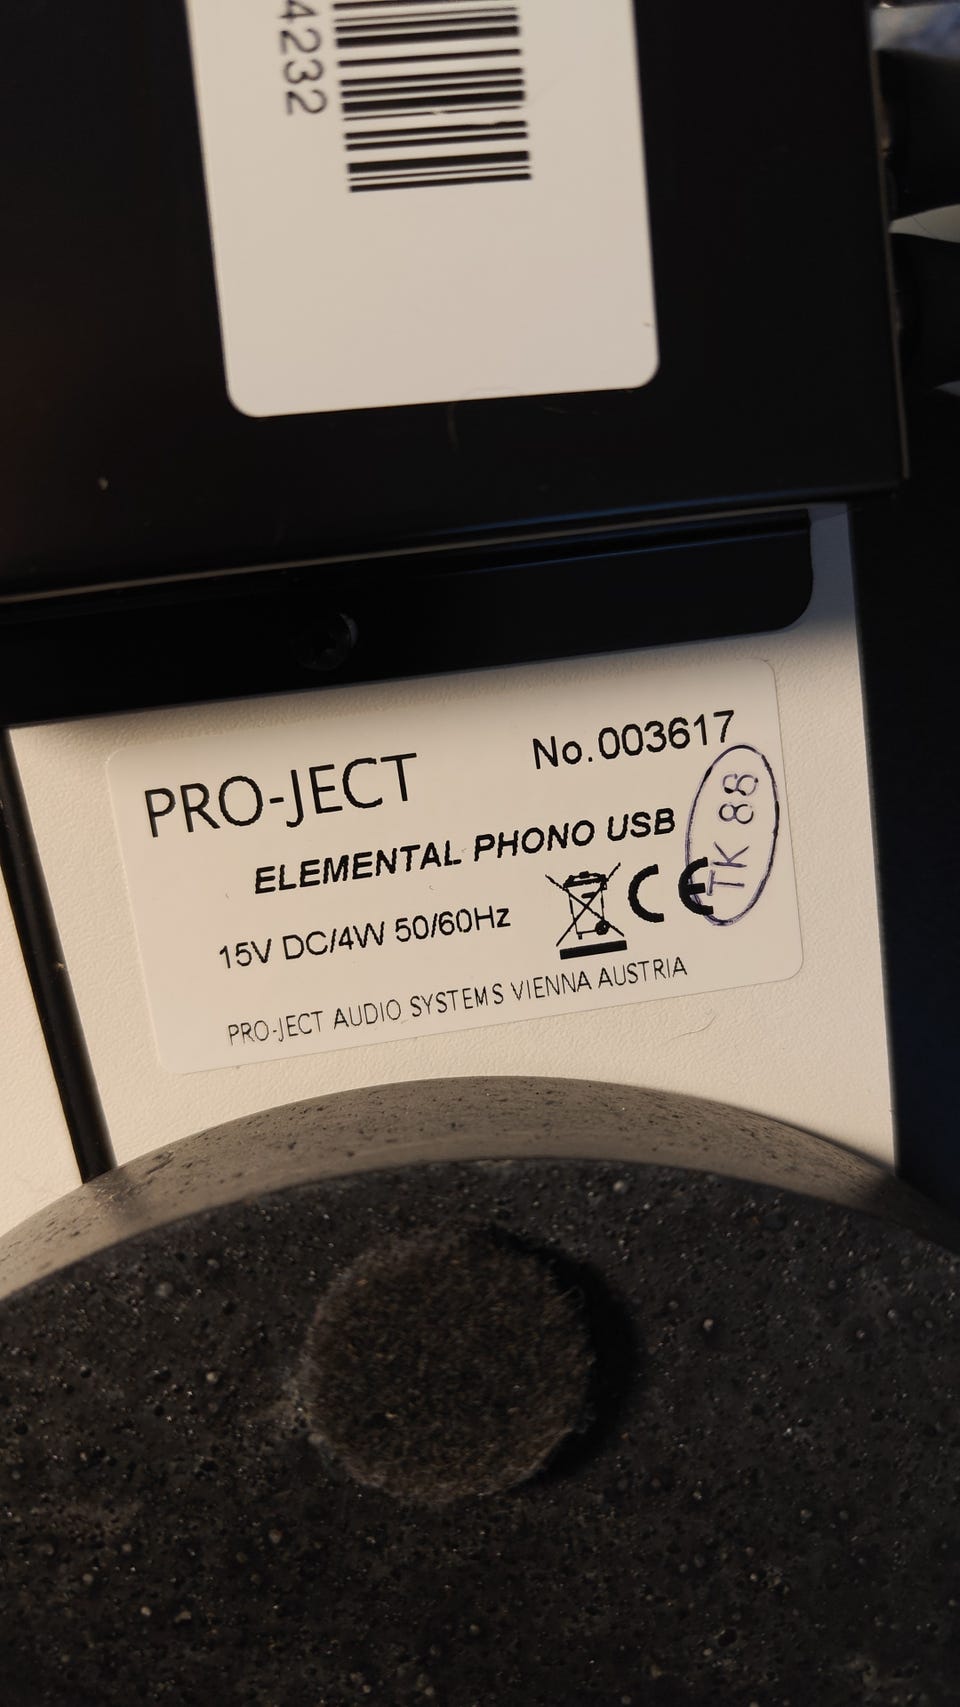 4232
PRO-JECT
No.003617
ELEMENTAL PHONO USB
15V DC/4W 50/60Hz
CE
TK 88
PRO-JECT AUDIO SYSTEMS VIENNA AUSTRIA